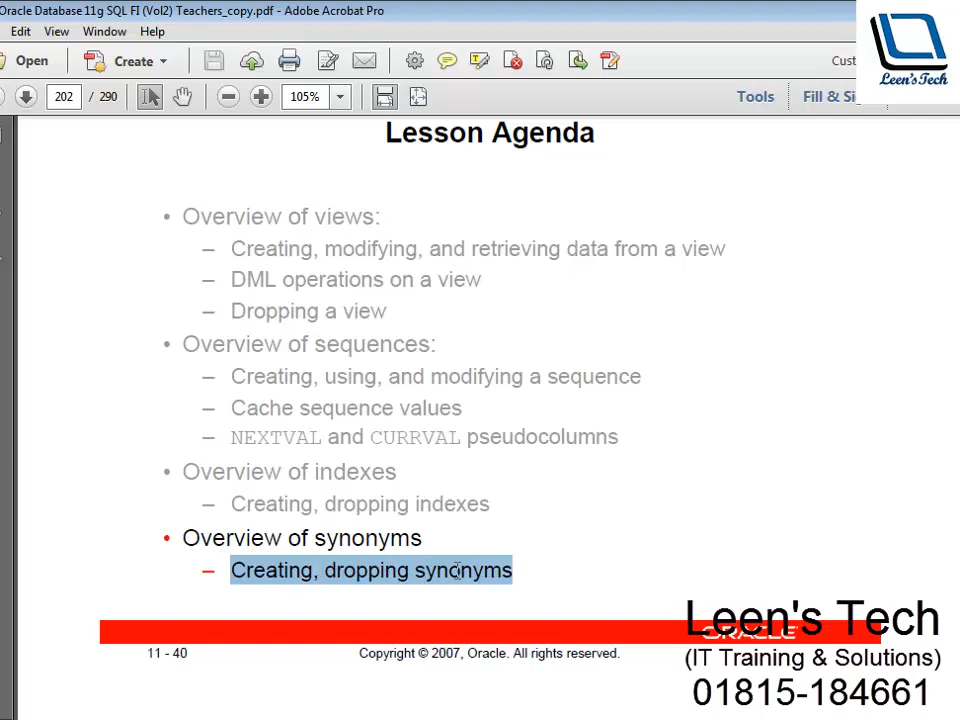 Oracle Database 11g SQL FI (Vol2) Teachers_copy.pdf - Adobe Acrobat Pro
Edit View Window Help
Open Create Cust
202 / 290 105% Tools Fill & Si
Leen'sTech
Lesson Agenda
• Overview of views:
– Creating, modifying, and retrieving data from a view
– DML operations on a view
– Dropping a view
• Overview of sequences:
– Creating, using, and modifying a sequence
– Cache sequence values
– NEXTVAL and CURRVAL pseudocolumns
• Overview of indexes
– Creating, dropping indexes
• Overview of synonyms
– Creating, dropping synonyms
ORACLE
Leen's Tech
11 - 40 Copyright © 2007, Oracle. All rights reserved.
(IT Training & Solutions)
01815-184661